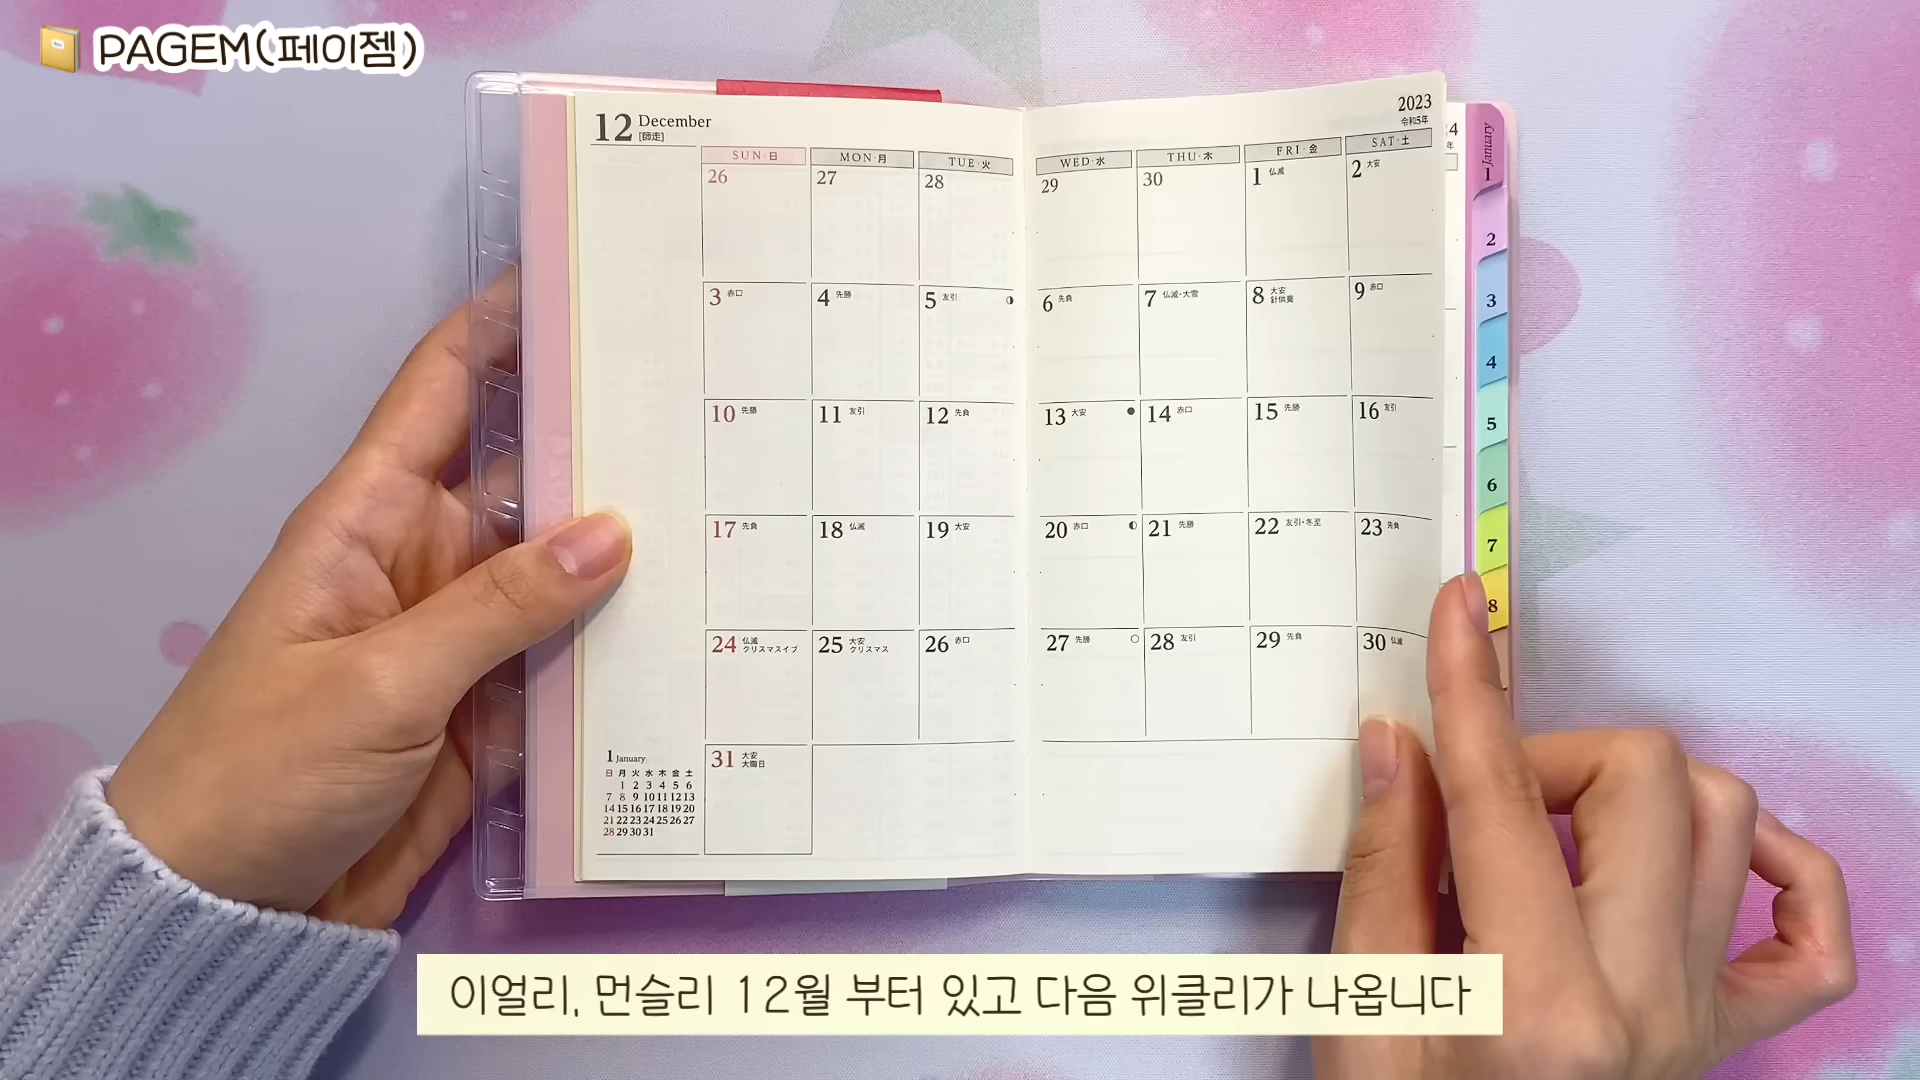 PAGEM(페이젬)
12 December
[師走]
2023
令和5年
SUN·日 MON·月 TUE·火 WED·水 THU·木 FRI·金 SAT·土
26 27 28 29 30 1 仏滅 2 大安
3 赤口 4 先勝 5 友引 6 先負 7 仏滅·大雪 8 大安 9 赤口
針供養
10 先勝 11 友引 12 先負 13 大安 14 赤口 15 先勝 16 友引
17 先負 18 仏滅 19 大安 20 赤口 21 先勝 22 友引·冬至 23 先負
24 仏滅 25 大安 26 赤口 27 先勝 28 友引 29 先負 30 仏滅
クリスマスイブ クリスマス
31 大安
大晦日
1 January
日 月 火 水 木 金 土
1 2 3 4 5 6
7 8 9 10 11 12 13
14 15 16 17 18 19 20
21 22 23 24 25 26 27
28 29 30 31
4
年
January
1
2
3
4
5
6
7
8
이얼리, 먼슬리 12월 부터 있고 다음 위클리가 나옵니다